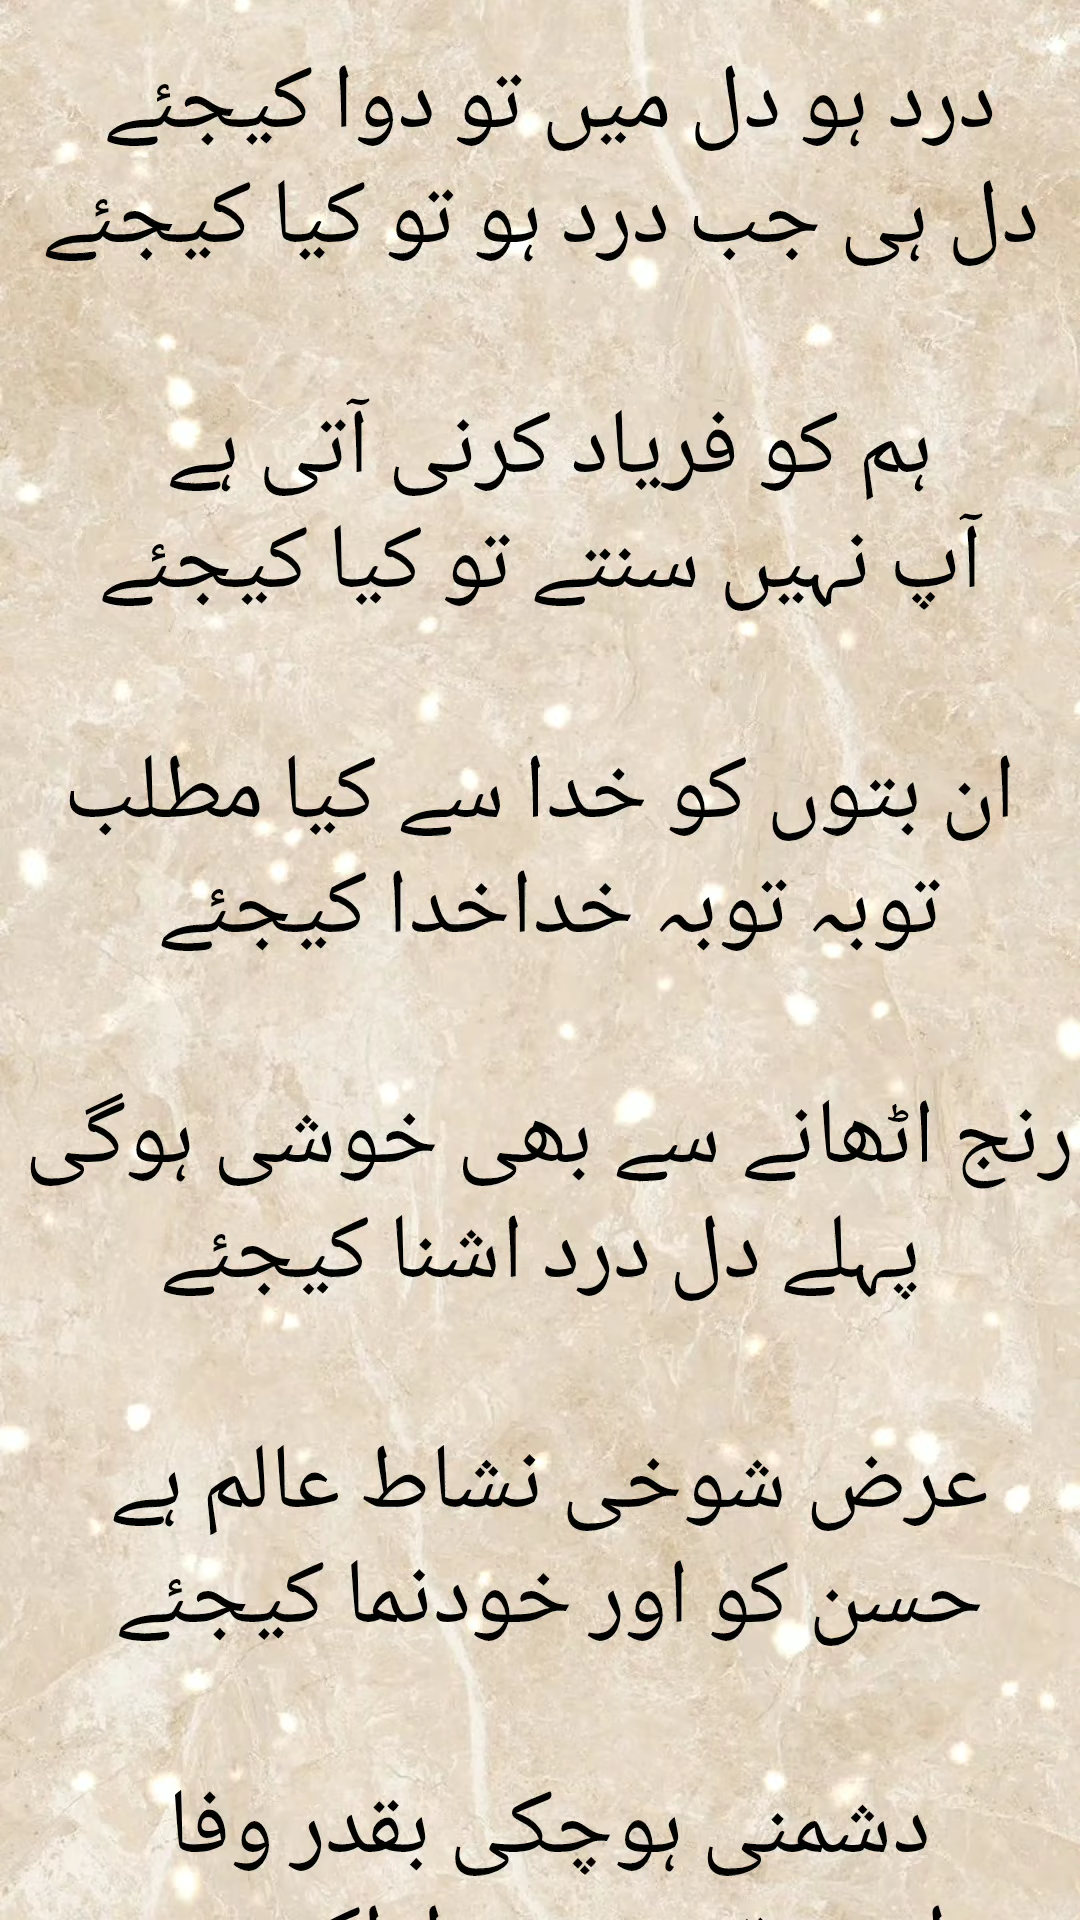 درد ہو دل میں تو دوا کیجئے
دل ہی جب درد ہو تو کیا کیجئے
ہم کو فریاد کرنی آتی ہے
آپ نہیں سنتے تو کیا کیجئے
ان بتوں کو خدا سے کیا مطلب
توبہ توبہ خداخدا کیجئے
رنج اٹھانے سے بھی خوشی ہوگی
پہلے دل درد اشنا کیجئے
عرض شوخی نشاط عالم ہے
حسن کو اور خودنما کیجئے
دشمنی ہوچکی بقدر وفا